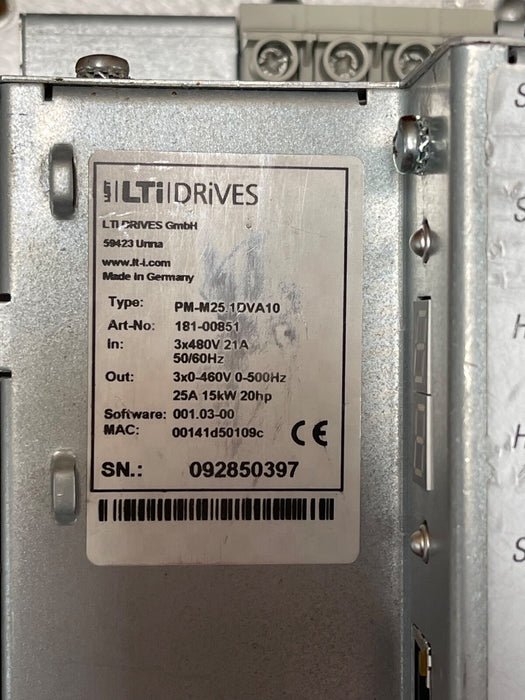 LUST LTi DRiVES
LTI DRIVES GmbH
59423 Unna
www.lt-i.com
Made in Germany
Type: PM-M25.1DVA10
Art-No: 181-00851
In: 3x480V 21A
50/60Hz
Out: 3x0-460V 0-500Hz
25A 15kW 20hp
Software: 001.03-00
MAC: 00141d50109c CE
SN.: 092850397
S
S
H
H
S